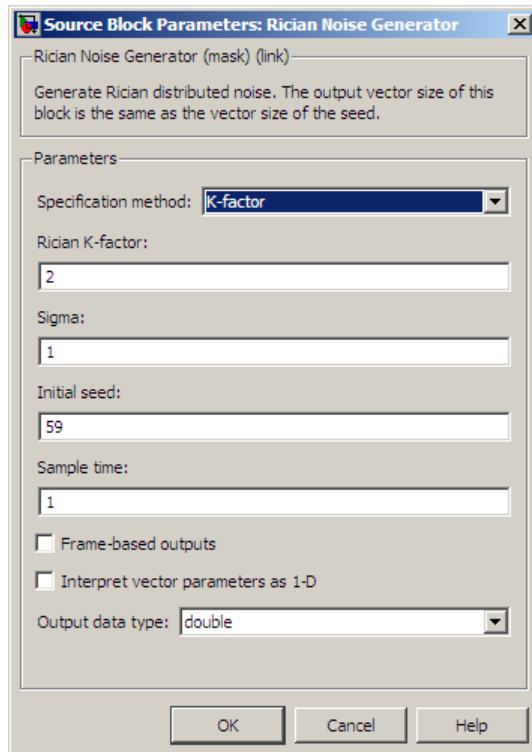 Source Block Parameters: Rician Noise Generator
Rician Noise Generator (mask) (link)
Generate Rician distributed noise. The output vector size of this
block is the same as the vector size of the seed.
Parameters
Specification method: K-factor
Rician K-factor:
2
Sigma:
1
Initial seed:
59
Sample time:
1
Frame-based outputs
Interpret vector parameters as 1-D
Output data type: double
OK Cancel Help